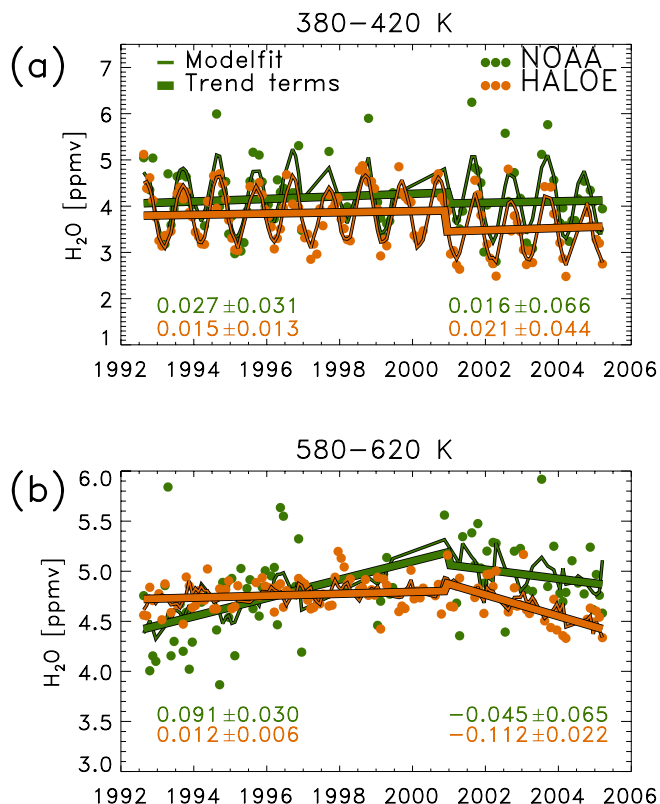 380−420 K
(a)
Modelfit
Trend terms
NOAA
HALOE
H₂O [ppmv]
7
6
5
4
3
2
1
0.027±0.031
0.016±0.066
0.015±0.013
0.021±0.044
1992 1994 1996 1998 2000 2002 2004 2006
580−620 K
(b)
H₂O [ppmv]
6.0
5.5
5.0
4.5
4.0
3.5
3.0
0.091±0.030
−0.045±0.065
0.012±0.006
−0.112±0.022
1992 1994 1996 1998 2000 2002 2004 2006